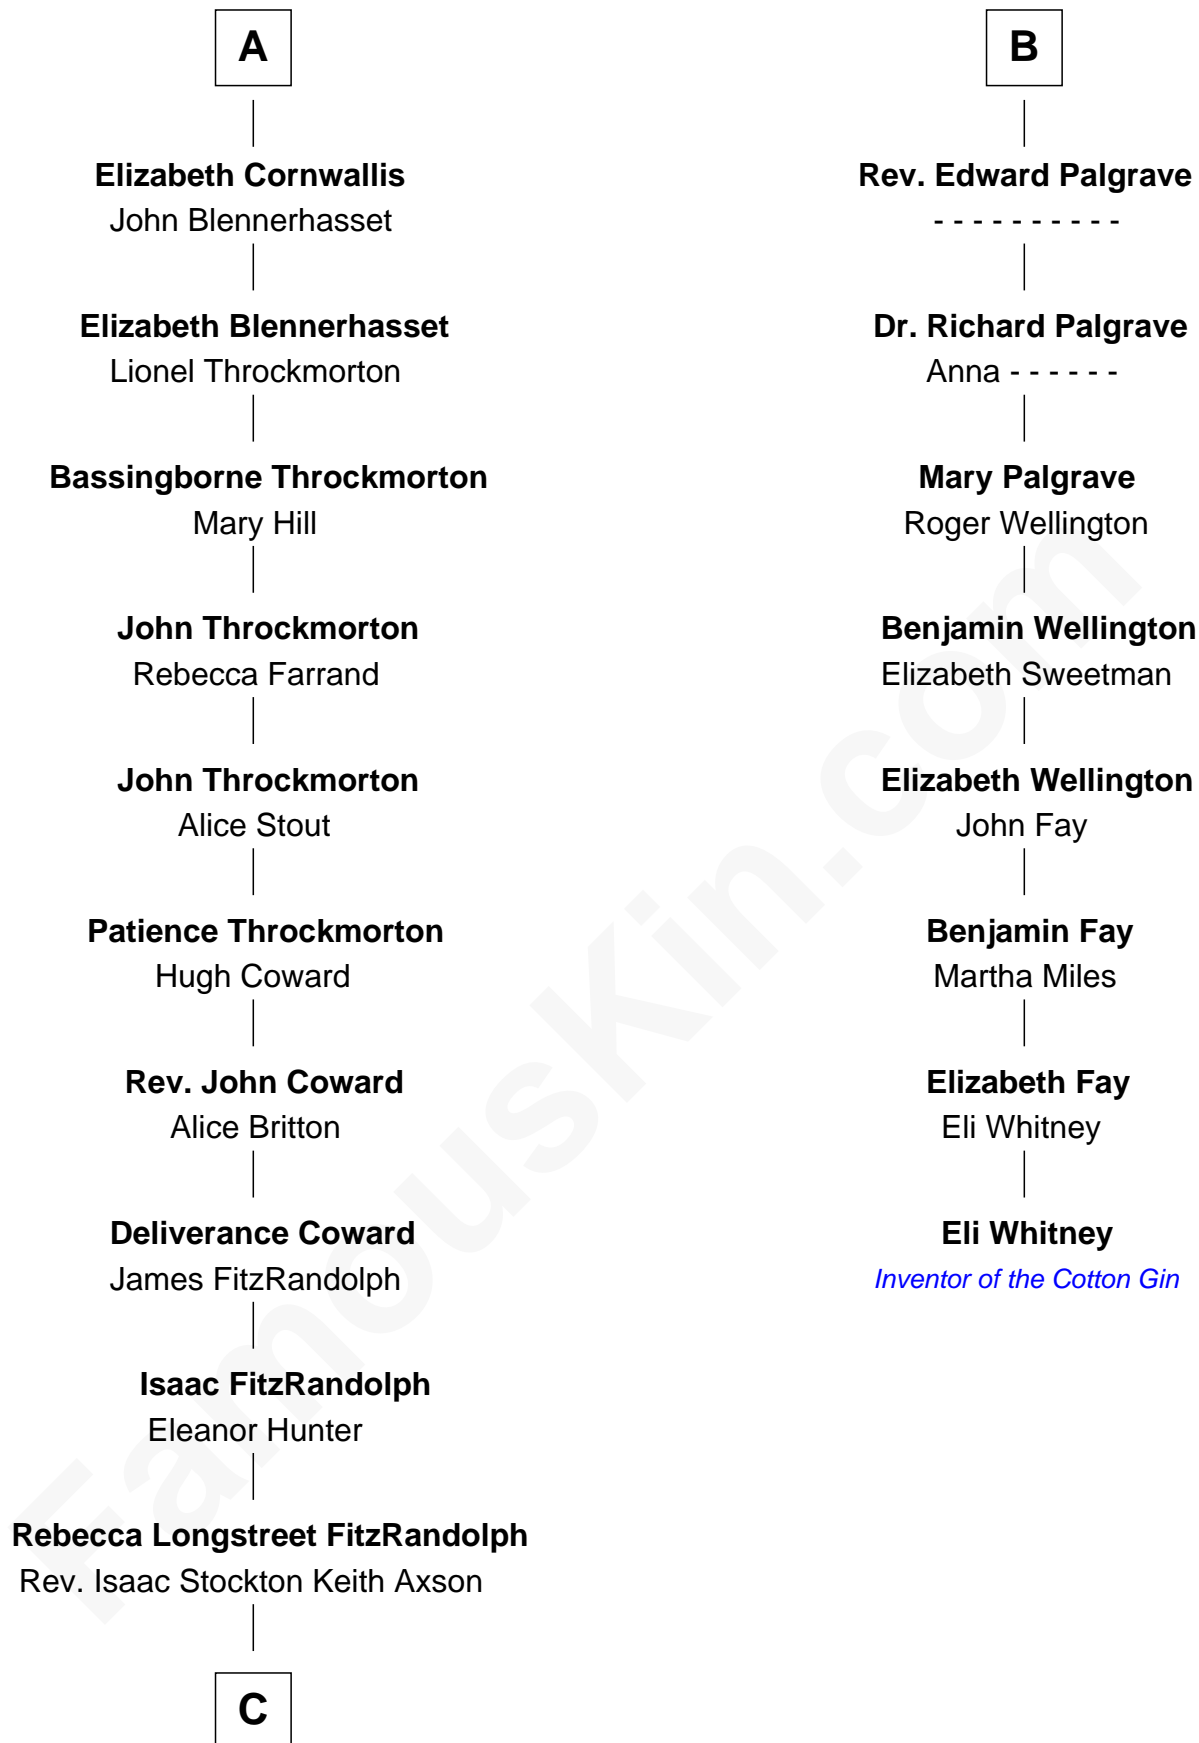 A
Elizabeth Cornwallis
John Blennerhasset
Elizabeth Blennerhasset
Lionel Throckmorton
Bassingborne Throckmorton
Mary Hill
John Throckmorton
Rebecca Farrand
John Throckmorton
Alice Stout
Patience Throckmorton
Hugh Coward
Rev. John Coward
Alice Britton
Deliverance Coward
James FitzRandolph
Isaac FitzRandolph
Eleanor Hunter
Rebecca Longstreet FitzRandolph
Rev. Isaac Stockton Keith Axson
C
B
Rev. Edward Palgrave
- - - - - - - - - -
Dr. Richard Palgrave
Anna - - - - - -
Mary Palgrave
Roger Wellington
Benjamin Wellington
Elizabeth Sweetman
Elizabeth Wellington
John Fay
Benjamin Fay
Martha Miles
Elizabeth Fay
Eli Whitney
Eli Whitney
Inventor of the Cotton Gin
FamousKin.com